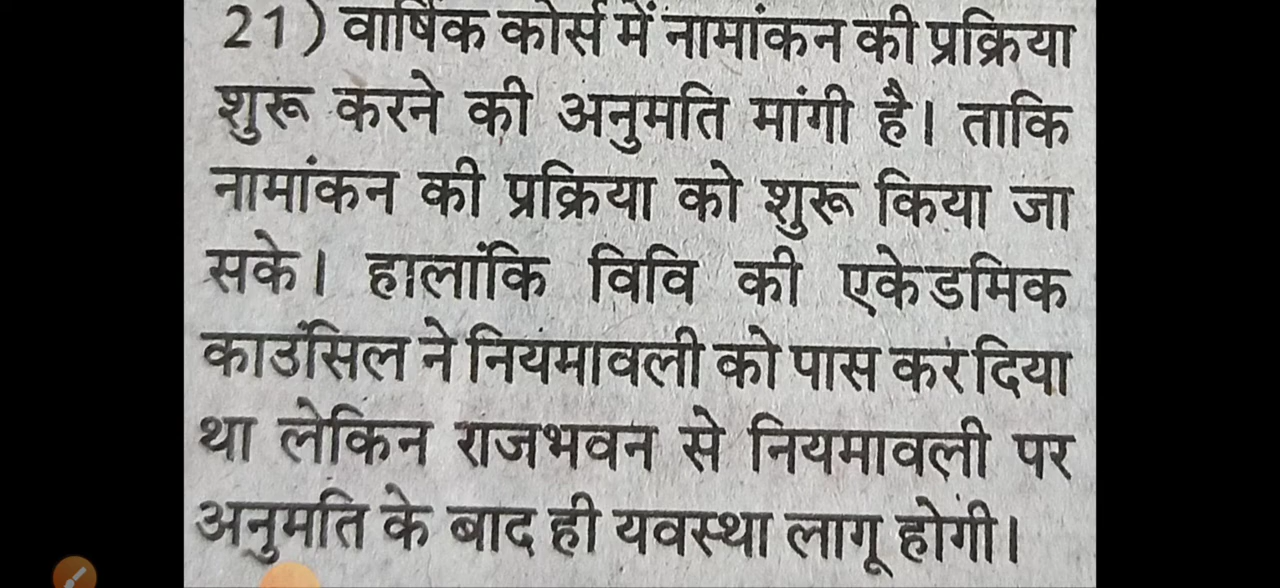 21) वार्षिक कोर्स में नामांकन की प्रक्रिया
शुरू करने की अनुमति मांगी है। ताकि
नामांकन की प्रक्रिया को शुरू किया जा
सके। हालांकि विवि की एकेडमिक
काउंसिल ने नियमावली को पास कर दिया
था लेकिन राजभवन से नियमावली पर
अनुमति के बाद ही यवस्था लागू होगी।